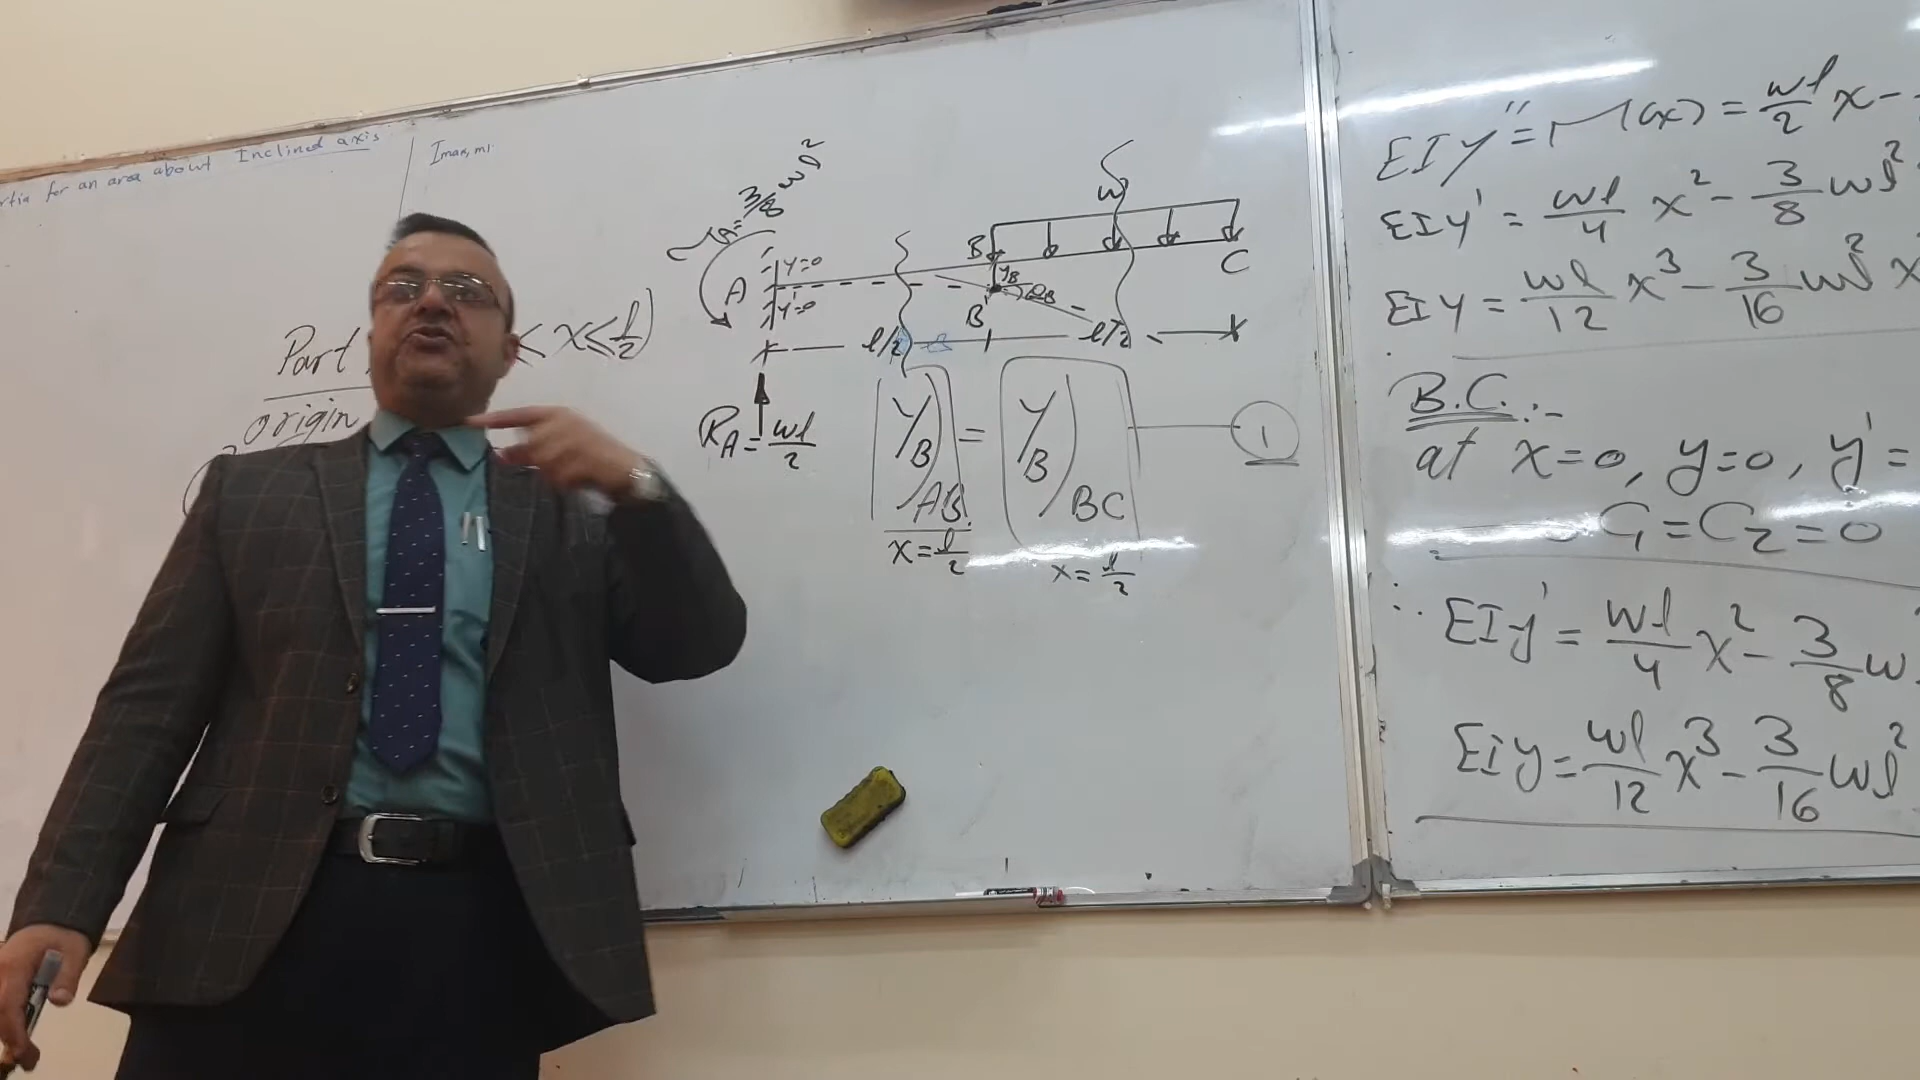 rtia for an area about Inclined axis
Part
< x ≤ l/2)
origin
= 3/8 wl²
w
B
C
A
y=0
y'=0
y_B
θ_B
B'
l/2
l/2
R_A = wl/2
y_B)_AB = y_B)_BC
1
x = l/2
x = l/2
EIy'' = M(x) = wl/2 x -
EIy' = wl/4 x² - 3/8 wl²
EIy = wl/12 x³ - 3/16 wl² x
B.C. :-
at x=0, y=0, y' =
C₁ = C₂ = 0
∴ EIy' = wl/4 x² - 3/8 w
EIy = wl/12 x³ - 3/16 wl²